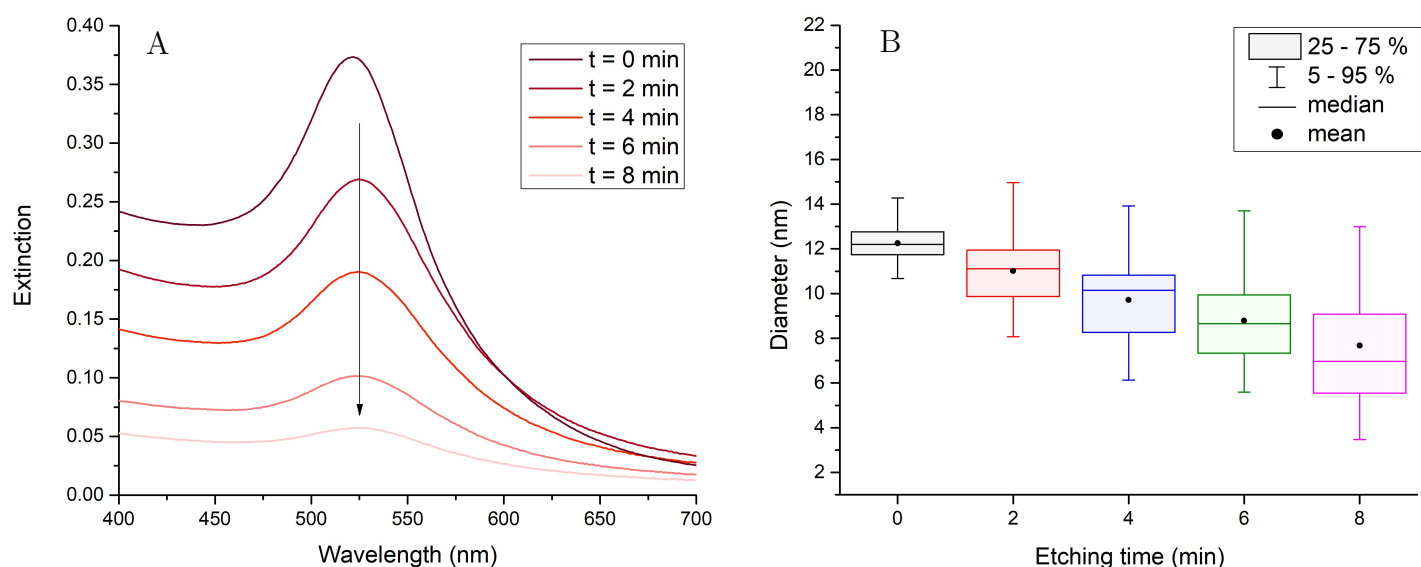 A
0.40
0.35
0.30
0.25
0.20
0.15
0.10
0.05
0.00
Extinction
400
450
500
550
600
650
700
Wavelength (nm)
t = 0 min
t = 2 min
t = 4 min
t = 6 min
t = 8 min
B
22
20
18
16
14
12
10
8
6
4
2
Diameter (nm)
0
2
4
6
8
Etching time (min)
25 - 75 %
5 - 95 %
median
mean